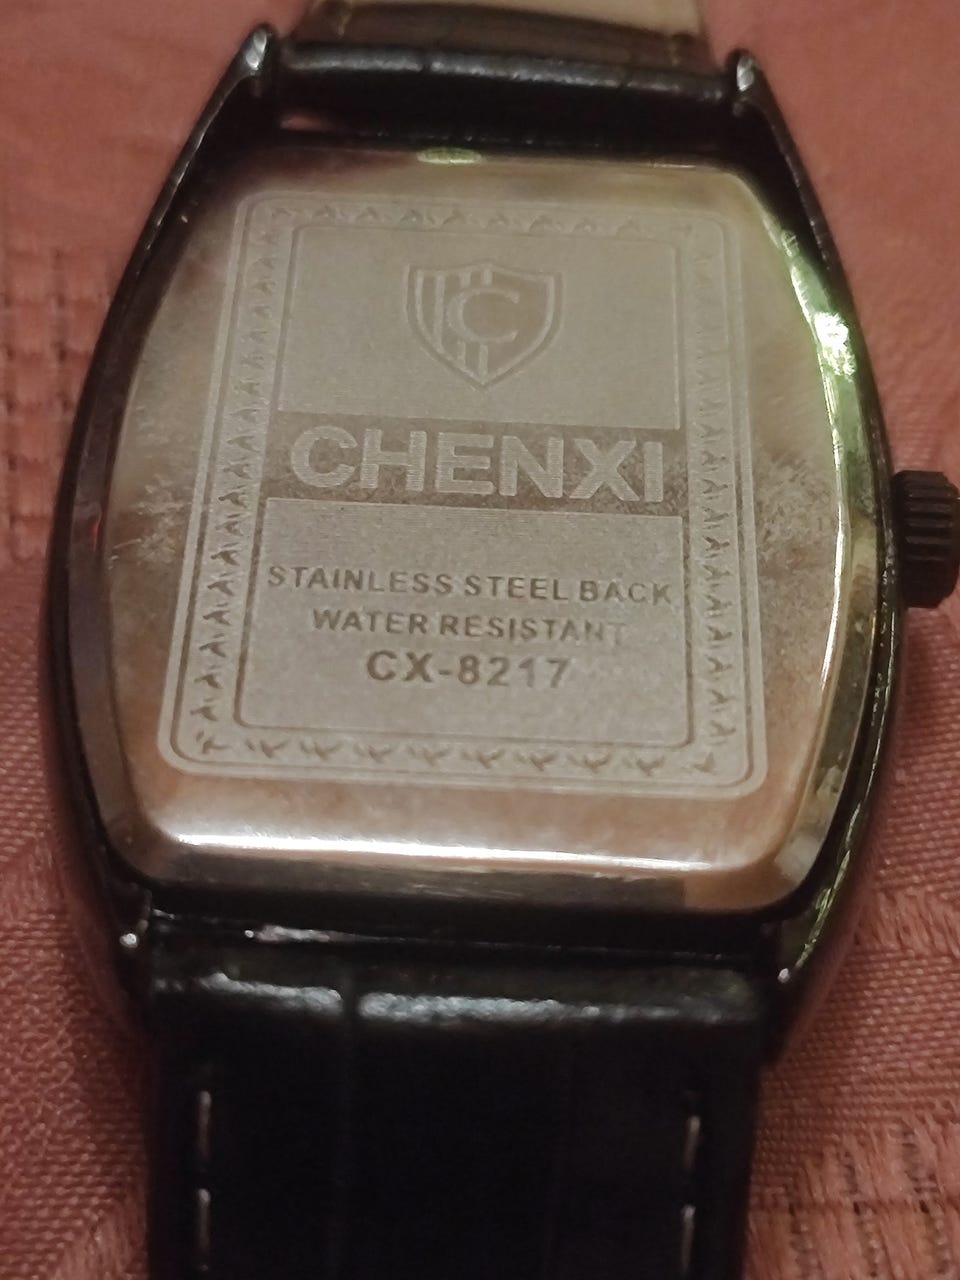 C
CHENXI
STAINLESS STEEL BACK
WATER RESISTANT
CX-8217